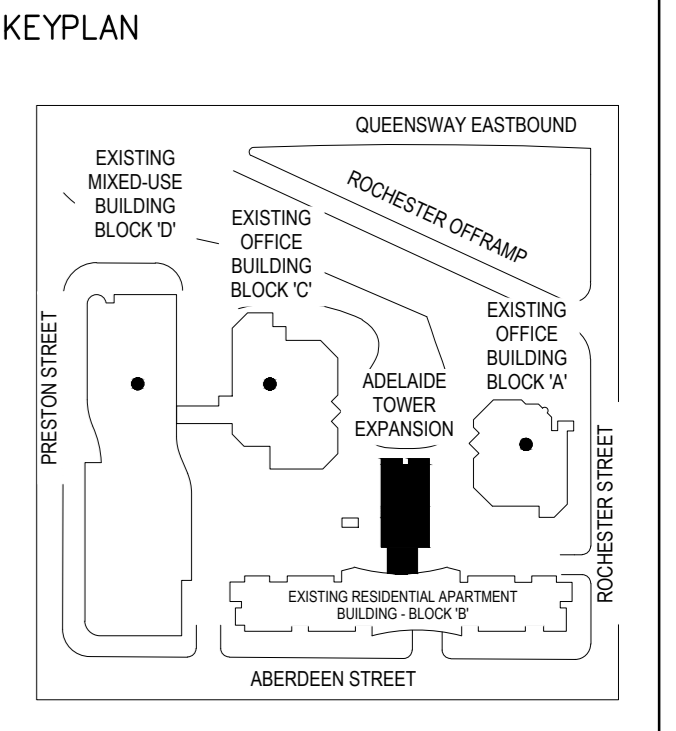 KEYPLAN
QUEENSWAY EASTBOUND
EXISTING
MIXED-USE
BUILDING
BLOCK 'D'
ROCHESTER OFFRAMP
EXISTING
OFFICE
BUILDING
BLOCK 'C'
EXISTING
OFFICE
BUILDING
BLOCK 'A'
PRESTON STREET
ADELAIDE
TOWER
EXPANSION
ROCHESTER STREET
EXISTING RESIDENTIAL APARTMENT
BUILDING - BLOCK 'B'
ABERDEEN STREET